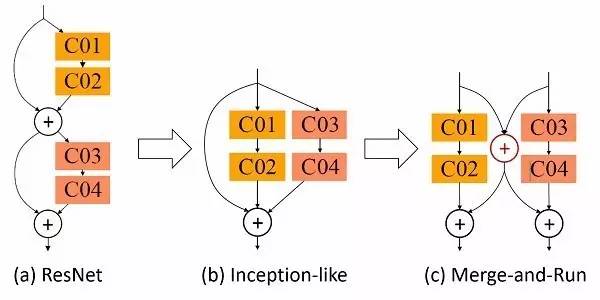 C01
C02
+
C03
C04
+
(a) ResNet
C01 C03
C02 C04
+
(b) Inception-like
C01 C03
+
C02 C04
+ +
(c) Merge-and-Run